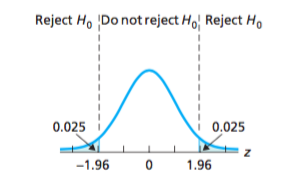 Reject H₀ Do not reject H₀ Reject H₀
0.025 0.025
−1.96 0 1.96 z